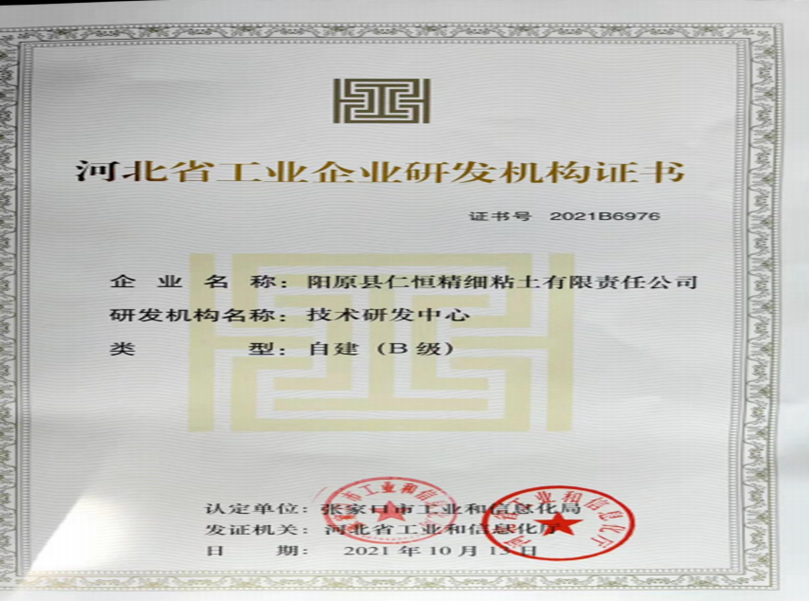 河北省工业企业研发机构证书
证书号 2021B6976
企业名称：阳原县仁恒精细粘土有限责任公司
研发机构名称：技术研发中心
类型：自建（B级）
认定单位：张家口市工业和信息化局
发证机关：河北省工业和信息化厅
日期：2021年10月13日